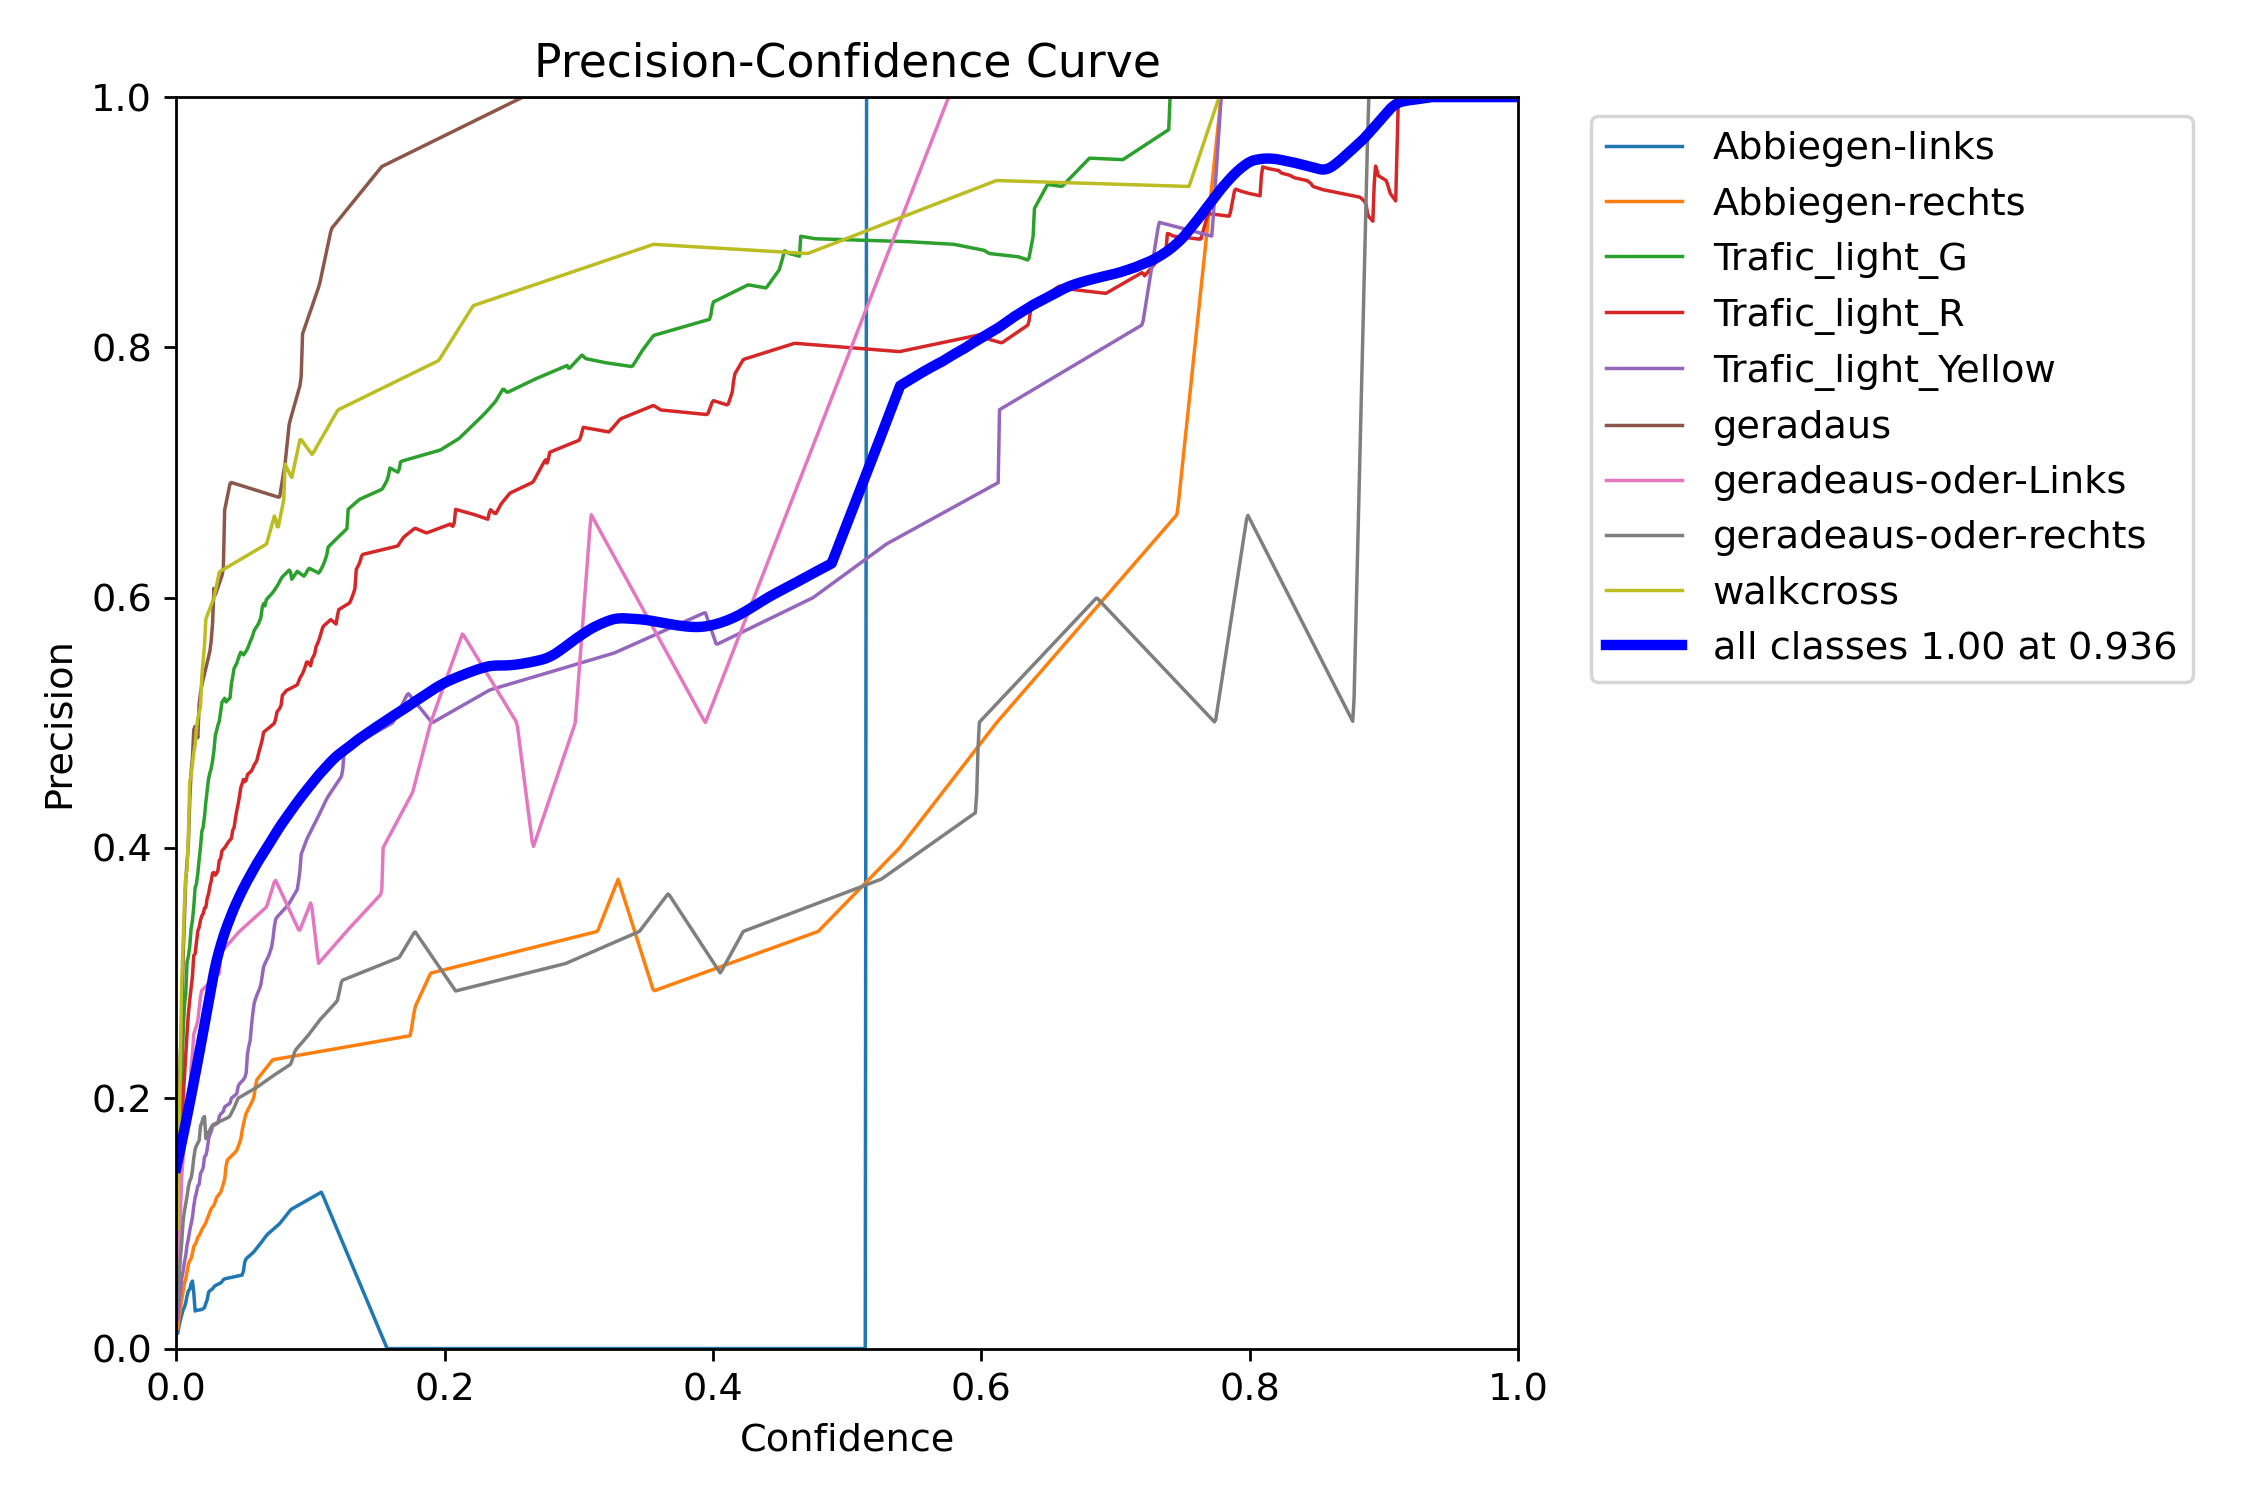 Precision-Confidence Curve
1.0
0.8
0.6
0.4
0.2
0.0
Precision
0.0 0.2 0.4 0.6 0.8 1.0
Confidence
Abbiegen-links
Abbiegen-rechts
Trafic_light_G
Trafic_light_R
Trafic_light_Yellow
geradaus
geradeaus-oder-Links
geradeaus-oder-rechts
walkcross
all classes 1.00 at 0.936